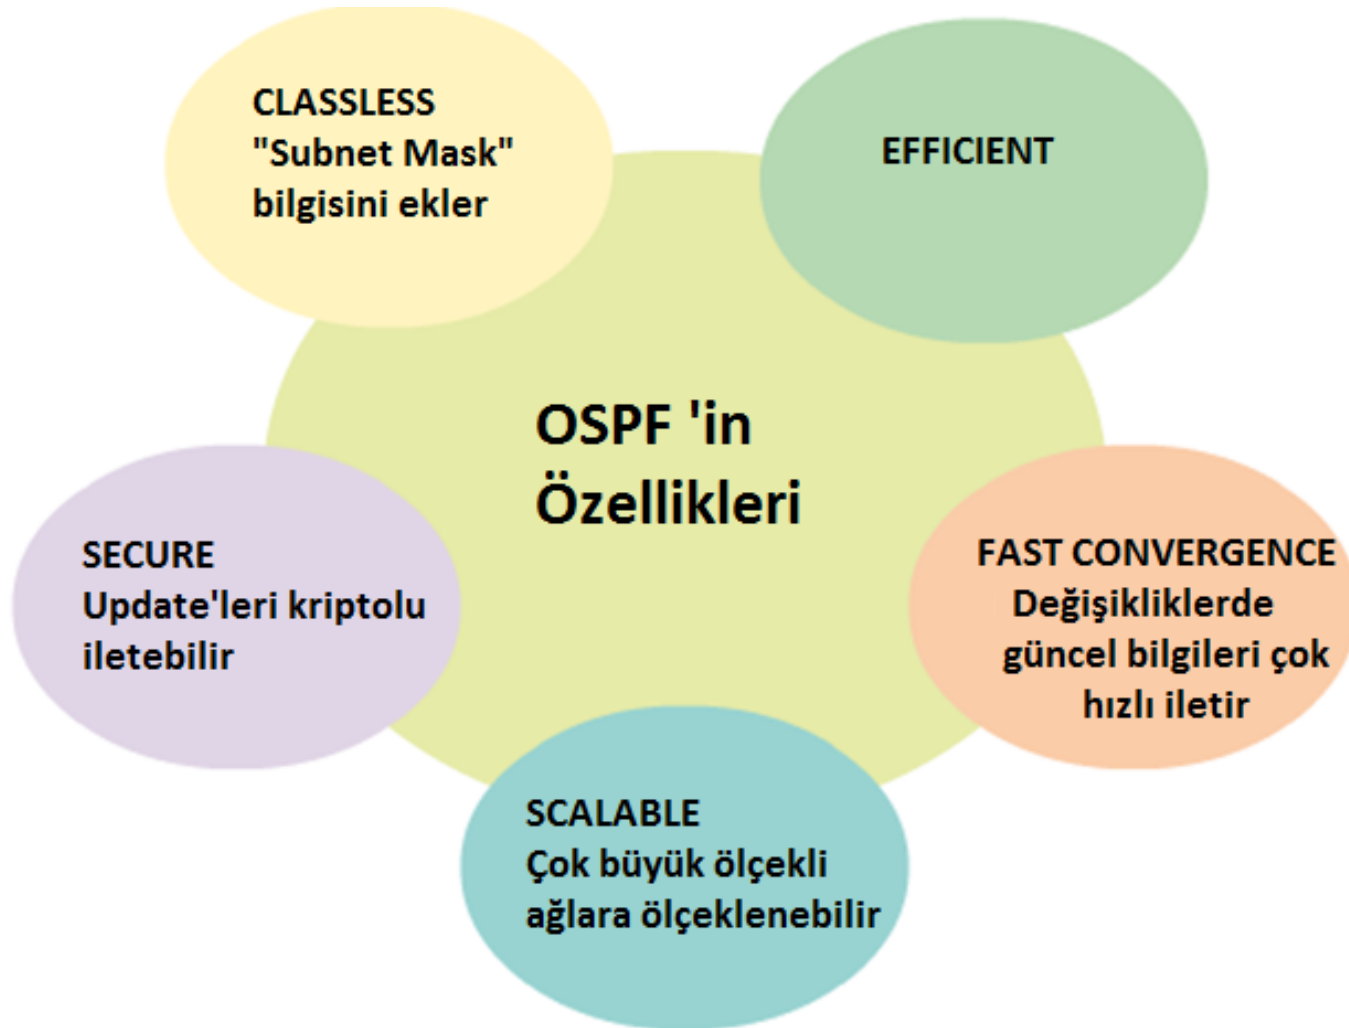 CLASSLESS
"Subnet Mask"
bilgisini ekler
EFFICIENT
OSPF 'in
Özellikleri
SECURE
Update'leri kriptolu
iletebilir
FAST CONVERGENCE
Değişikliklerde
güncel bilgileri çok
hızlı iletir
SCALABLE
Çok büyük ölçekli
ağlara ölçeklenebilir